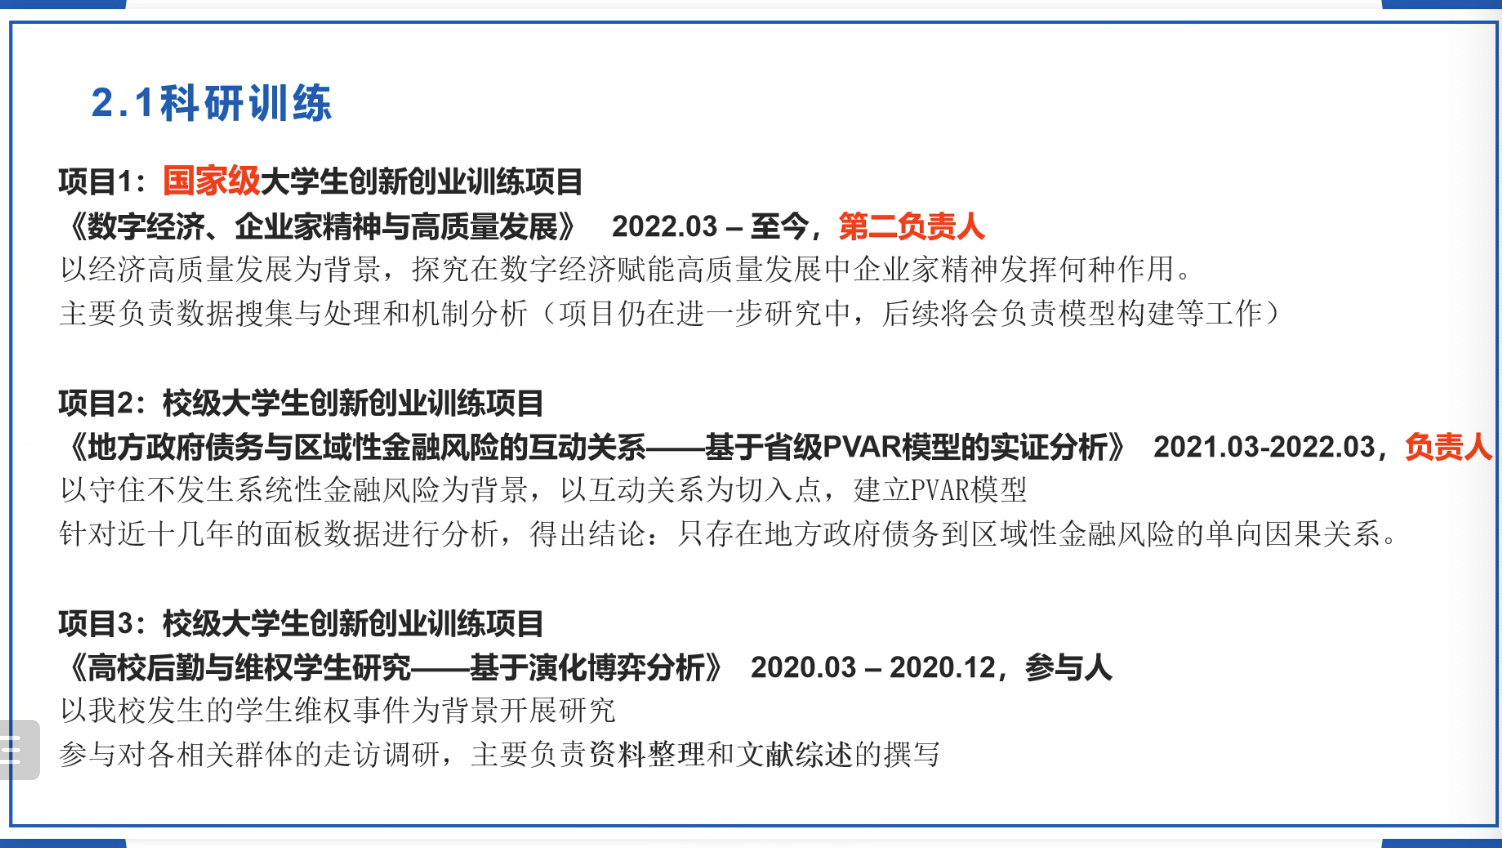 2.1科研训练
项目1：国家级大学生创新创业训练项目
《数字经济、企业家精神与高质量发展》 2022.03 – 至今，第二负责人
以经济高质量发展为背景，探究在数字经济赋能高质量发展中企业家精神发挥何种作用。
主要负责数据搜集与处理和机制分析（项目仍在进一步研究中，后续将会负责模型构建等工作）
项目2：校级大学生创新创业训练项目
《地方政府债务与区域性金融风险的互动关系——基于省级PVAR模型的实证分析》 2021.03-2022.03，负责人
以守住不发生系统性金融风险为背景，以互动关系为切入点，建立PVAR模型
针对近十几年的面板数据进行分析，得出结论：只存在地方政府债务到区域性金融风险的单向因果关系。
项目3：校级大学生创新创业训练项目
《高校后勤与维权学生研究——基于演化博弈分析》 2020.03 – 2020.12，参与人
以我校发生的学生维权事件为背景开展研究
参与对各相关群体的走访调研，主要负责资料整理和文献综述的撰写